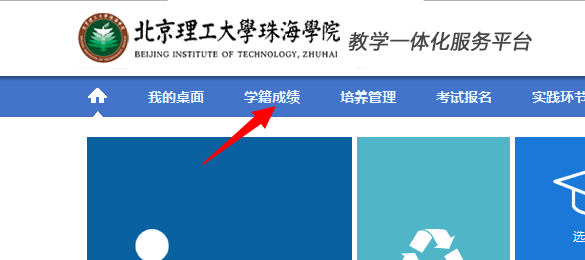 北京理工大學珠海學院
BEIJING INSTITUTE OF TECHNOLOGY, ZHUHAI
教学一体化服务平台
我的桌面 学籍成绩 培养管理 考试报名 实践环节
选